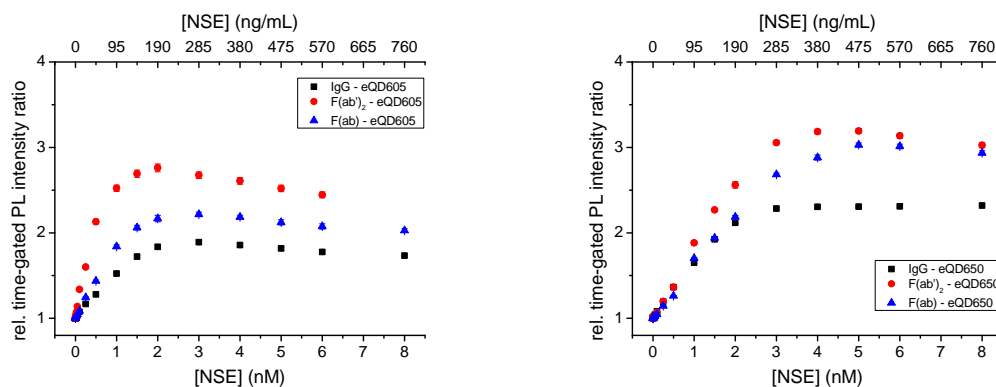 [NSE] (ng/mL)
0 95 190 285 380 475 570 665 760
4
3
2
1
rel. time-gated PL intensity ratio
IgG - eQD605
F(ab')₂ - eQD605
F(ab) - eQD605
0 1 2 3 4 5 6 7 8
[NSE] (nM)
[NSE] (ng/mL)
0 95 190 285 380 475 570 665 760
4
3
2
1
rel. time-gated PL intensity ratio
IgG - eQD650
F(ab')₂ - eQD650
F(ab) - eQD650
0 1 2 3 4 5 6 7 8
[NSE] (nM)